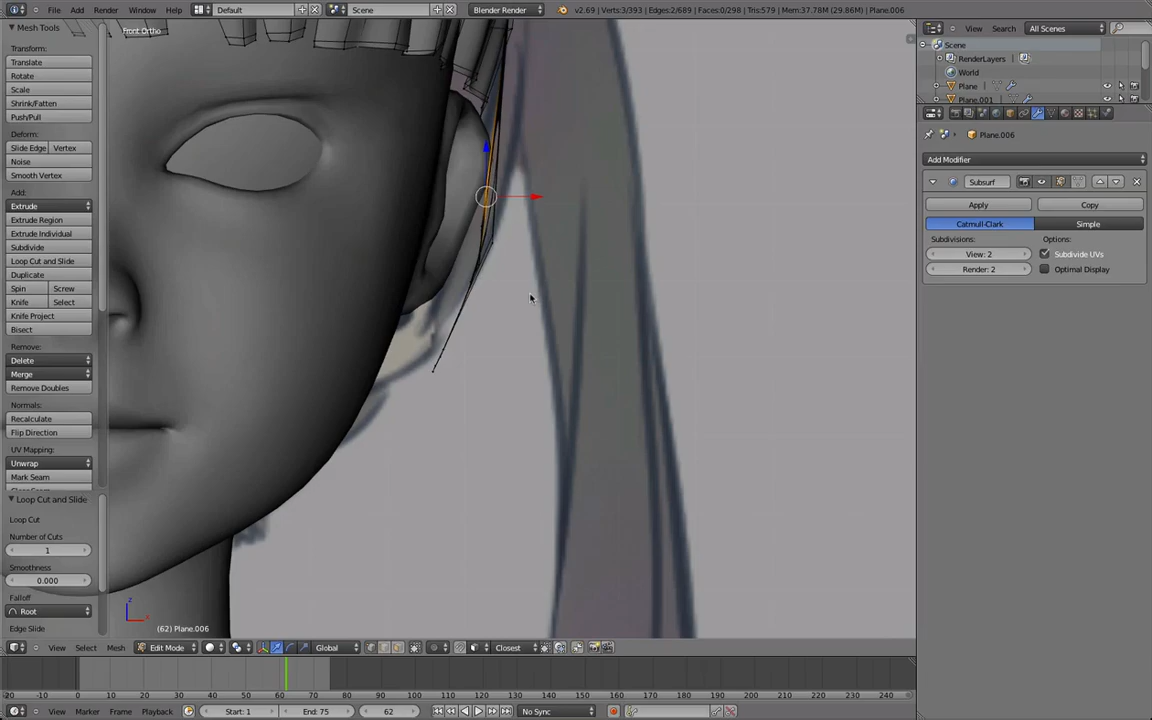 File Add Render Window Help Default Scene Blender Render v2.69 | Verts:3/393 | Edges:2/689 | Faces:0/298 | Tris:579 | Mem:37.78M (29.86M) | Plane.006
Mesh Tools
Front Ortho
View Search All Scenes
Scene
RenderLayers
World
Plane
Plane.001
Plane.006
Add Modifier
Subsurf
Apply Copy
Catmull-Clark Simple
Subdivisions: Options:
View: 2 Subdivide UVs
Render: 2 Optimal Display
Transform:
Translate
Rotate
Scale
Shrink/Fatten
Push/Pull
Deform:
Slide Edge Vertex
Noise
Smooth Vertex
Add:
Extrude
Extrude Region
Extrude Individual
Subdivide
Loop Cut and Slide
Duplicate
Spin Screw
Knife Select
Knife Project
Bisect
Remove:
Delete
Merge
Remove Doubles
Normals:
Recalculate
Flip Direction
UV Mapping:
Unwrap
Mark Seam
Loop Cut and Slide
Loop Cut
Number of Cuts
1
Smoothness
0.000
Falloff
Root
Edge Slide
z
x
(62) Plane.006
View Select Mesh Edit Mode Global Closest
-20 -10 0 10 20 30 40 50 60 70 80 90 100 110 120 130 140 150 160 170 180 190 200 210 220 230 240
View Marker Frame Playback Start: 1 End: 75 62 No Sync